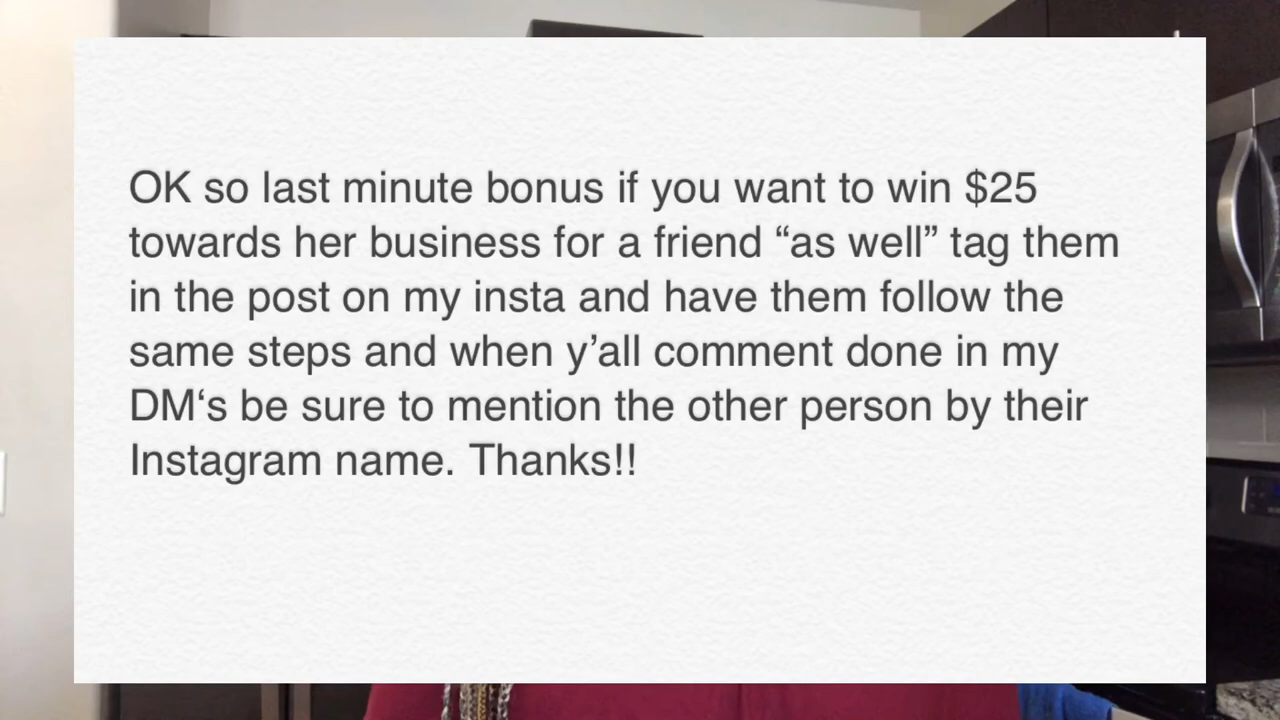 OK so last minute bonus if you want to win $25
towards her business for a friend “as well” tag them
in the post on my insta and have them follow the
same steps and when y’all comment done in my
DM‘s be sure to mention the other person by their
Instagram name. Thanks!!